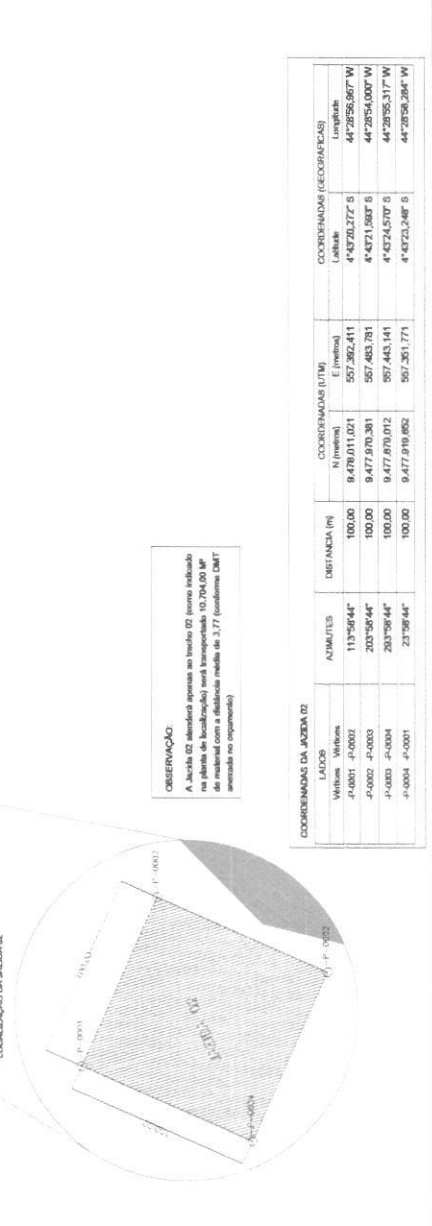 LOCALIZAÇÃO DA JAZIDA 02
(P)-P-0001
(P)-P-0002
(P)-P-0004
OBSERVAÇÃO:
A Jazida 02 atenderá apenas ao trecho 02 (como indicado
na planta de localização) será transportado 10.704,00 M³
de material com a distância média de 3,77 (conforme DMT
anexada no orçamento)
COORDENADAS DA JAZIDA 02
LADOS AZIMUTES DISTANCIA (m) COORDENADAS (UTM) COORDENADAS (GEOGRÁFICAS)
Vértices Vértices N (metros) E (metros) Latitude Longitude
-P-0001 -P-0002 113°58'44" 100,00 9,478,011,021 557,392,411 4°43'20,272" S 44°28'56,967" W
-P-0002 -P-0003 203°58'44" 100,00 9,477,970,381 557,483,781 4°43'21,593" S 44°28'54,000" W
-P-0003 -P-0004 293°58'44" 100,00 9,477,879,012 557,443,141 4°43'24,570" S 44°28'55,317" W
-P-0004 -P-0001 23°58'44" 100,00 9,477,919,652 557,351,771 4°43'23,248" S 44°28'58,284" W